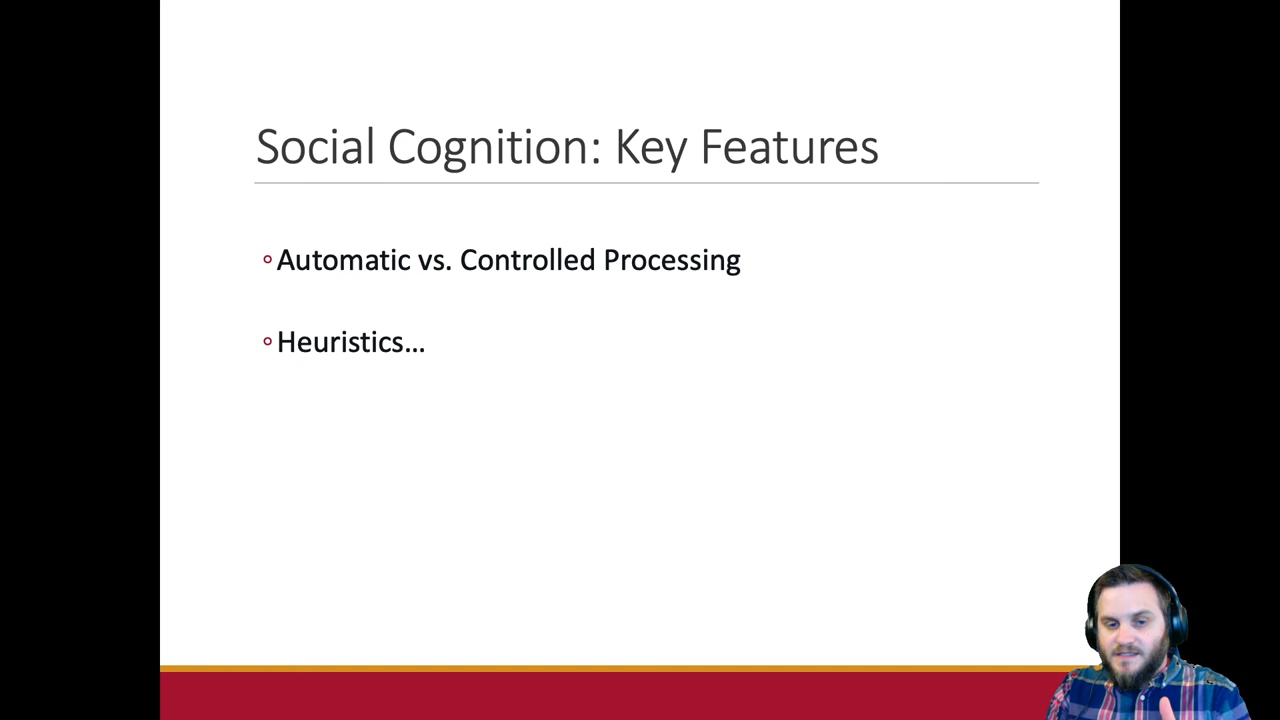 Social Cognition: Key Features
◦Automatic vs. Controlled Processing
◦Heuristics…